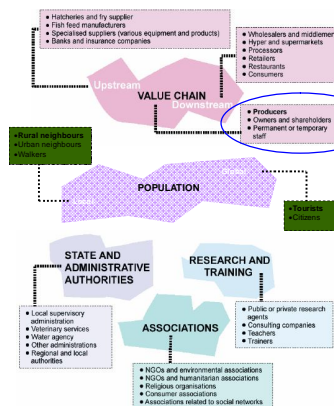 • Hatcheries and fry supplier
• Fish feed manufacturers
• Specialised suppliers (various equipment and products)
• Banks and insurance companies
• Wholesalers and middlemen
• Hyper and supermarkets
• Processors
• Retailers
• Restaurants
• Consumers
Upstream
VALUE CHAIN
Downstream
• Producers
• Owners and shareholders
• Permanent or temporary
staff
• Rural neighbours
• Urban neighbours
• Walkers
Global
POPULATION
Local
• Tourists
• Citizens
STATE AND
ADMINISTRATIVE
AUTHORITIES
RESEARCH AND
TRAINING
• Local supervisory
administration
• Veterinary services
• Water agency
• Other administrations
• Regional and local
authorities
• Public or private research
agents
• Consulting companies
• Teachers
• Trainers
ASSOCIATIONS
• NGOs and environmental associations
• NGOs and humanitarian associations
• Religious organisations
• Consumer associations
• Associations related to social networks